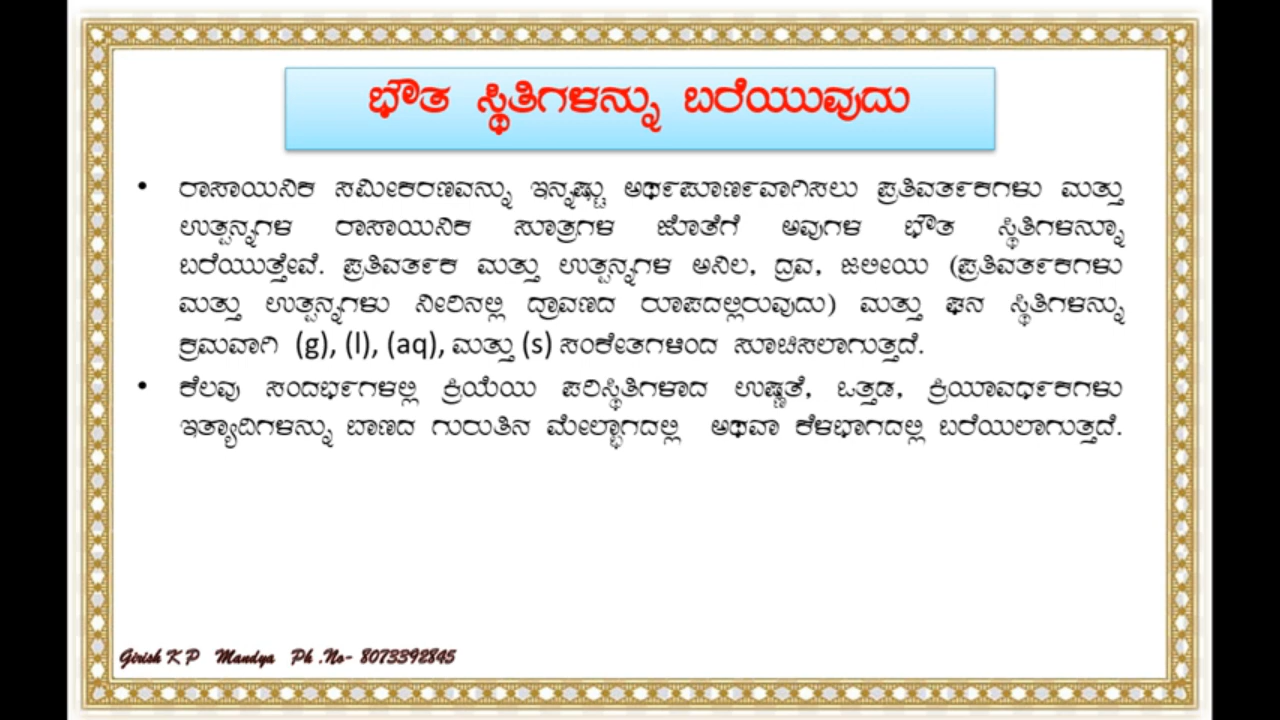 ಭೌತ ಸ್ಥಿತಿಗಳನ್ನು ಬರೆಯುವುದು
• ರಾಸಾಯನಿಕ ಸಮೀಕರಣವನ್ನು ಇನ್ನಷ್ಟು ಅರ್ಥಪೂರ್ಣವಾಗಿಸಲು ಪ್ರತಿವರ್ತಕಗಳು ಮತ್ತು
ಉತ್ಪನ್ನಗಳ ರಾಸಾಯನಿಕ ಸೂತ್ರಗಳ ಜೊತೆಗೆ ಅವುಗಳ ಭೌತ ಸ್ಥಿತಿಗಳನ್ನೂ
ಬರೆಯುತ್ತೇವೆ. ಪ್ರತಿವರ್ತಕ ಮತ್ತು ಉತ್ಪನ್ನಗಳ ಅನಿಲ, ದ್ರವ, ಜಲೀಯ (ಪ್ರತಿವರ್ತಕಗಳು
ಮತ್ತು ಉತ್ಪನ್ನಗಳು ನೀರಿನಲ್ಲಿ ದ್ರಾವಣದ ರೂಪದಲ್ಲಿರುವುದು) ಮತ್ತು ಘನ ಸ್ಥಿತಿಗಳನ್ನು
ಕ್ರಮವಾಗಿ (g), (l), (aq), ಮತ್ತು (s) ಸಂಕೇತಗಳಿಂದ ಸೂಚಿಸಲಾಗುತ್ತದೆ.
• ಕೆಲವು ಸಂದರ್ಭಗಳಲ್ಲಿ ಕ್ರಿಯೆಯ ಪರಿಸ್ಥಿತಿಗಳಾದ ಉಷ್ಣತೆ, ಒತ್ತಡ, ಕ್ರಿಯಾವರ್ಧಕಗಳು
ಇತ್ಯಾದಿಗಳನ್ನು ಬಾಣದ ಗುರುತಿನ ಮೇಲ್ಭಾಗದಲ್ಲಿ ಅಥವಾ ಕೆಳಭಾಗದಲ್ಲಿ ಬರೆಯಲಾಗುತ್ತದೆ.
Girish K P Mandya Ph .No- 8073392845